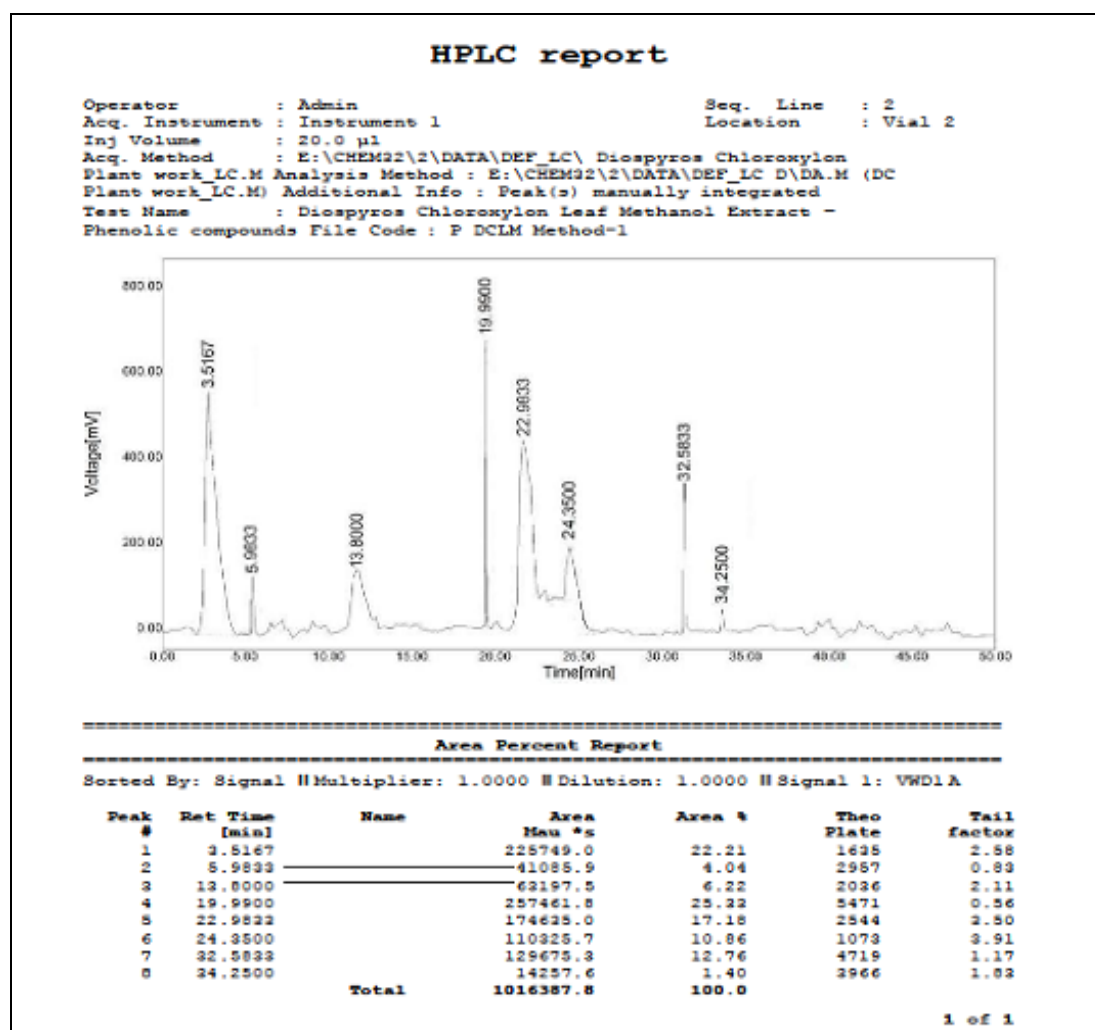 HPLC report
Operator : Admin Seq. Line : 2
Acq. Instrument : Instrument 1 Location : Vial 2
Inj Volume : 20.0 µl
Acq. Method : E:\CHEM32\2\DATA\DEF_LC\ Diospyros Chloroxylon
Plant work_LC.M Analysis Method : E:\CHEM32\2\DATA\DEF_LC D\DA.M (DC
Plant work_LC.M) Additional Info : Peak(s) manually integrated
Test Name : Diospyros Chloroxylon Leaf Methanol Extract –
Phenolic compounds File Code : P DCLM Method-1
800.00
600.00
400.00
200.00
0.00
Voltage[mV]
3.5167
5.9833
13.8000
19.9900
22.9833
24.3500
32.5833
34.2500
0.00 5.00 10.00 15.00 20.00 25.00 30.00 35.00 40.00 45.00 50.00
Time[min]
Area Percent Report
Sorted By: Signal Multiplier: 1.0000 Dilution: 1.0000 Signal 1: VWD1A
Peak Ret Time Name Area Area % Theo Tail
# [min] Mau *s Plate factor
1 3.5167 225749.0 22.21 1635 2.58
2 5.9833 41085.9 4.04 2957 0.83
3 13.8000 63197.5 6.22 2036 2.11
4 19.9900 257461.8 25.33 5471 0.56
5 22.9833 174635.0 17.18 2544 3.50
6 24.3500 110325.7 10.86 1073 3.91
7 32.5833 129675.3 12.76 4719 1.17
8 34.2500 14257.6 1.40 3966 1.83
Total 1016387.8 100.0
1 of 1